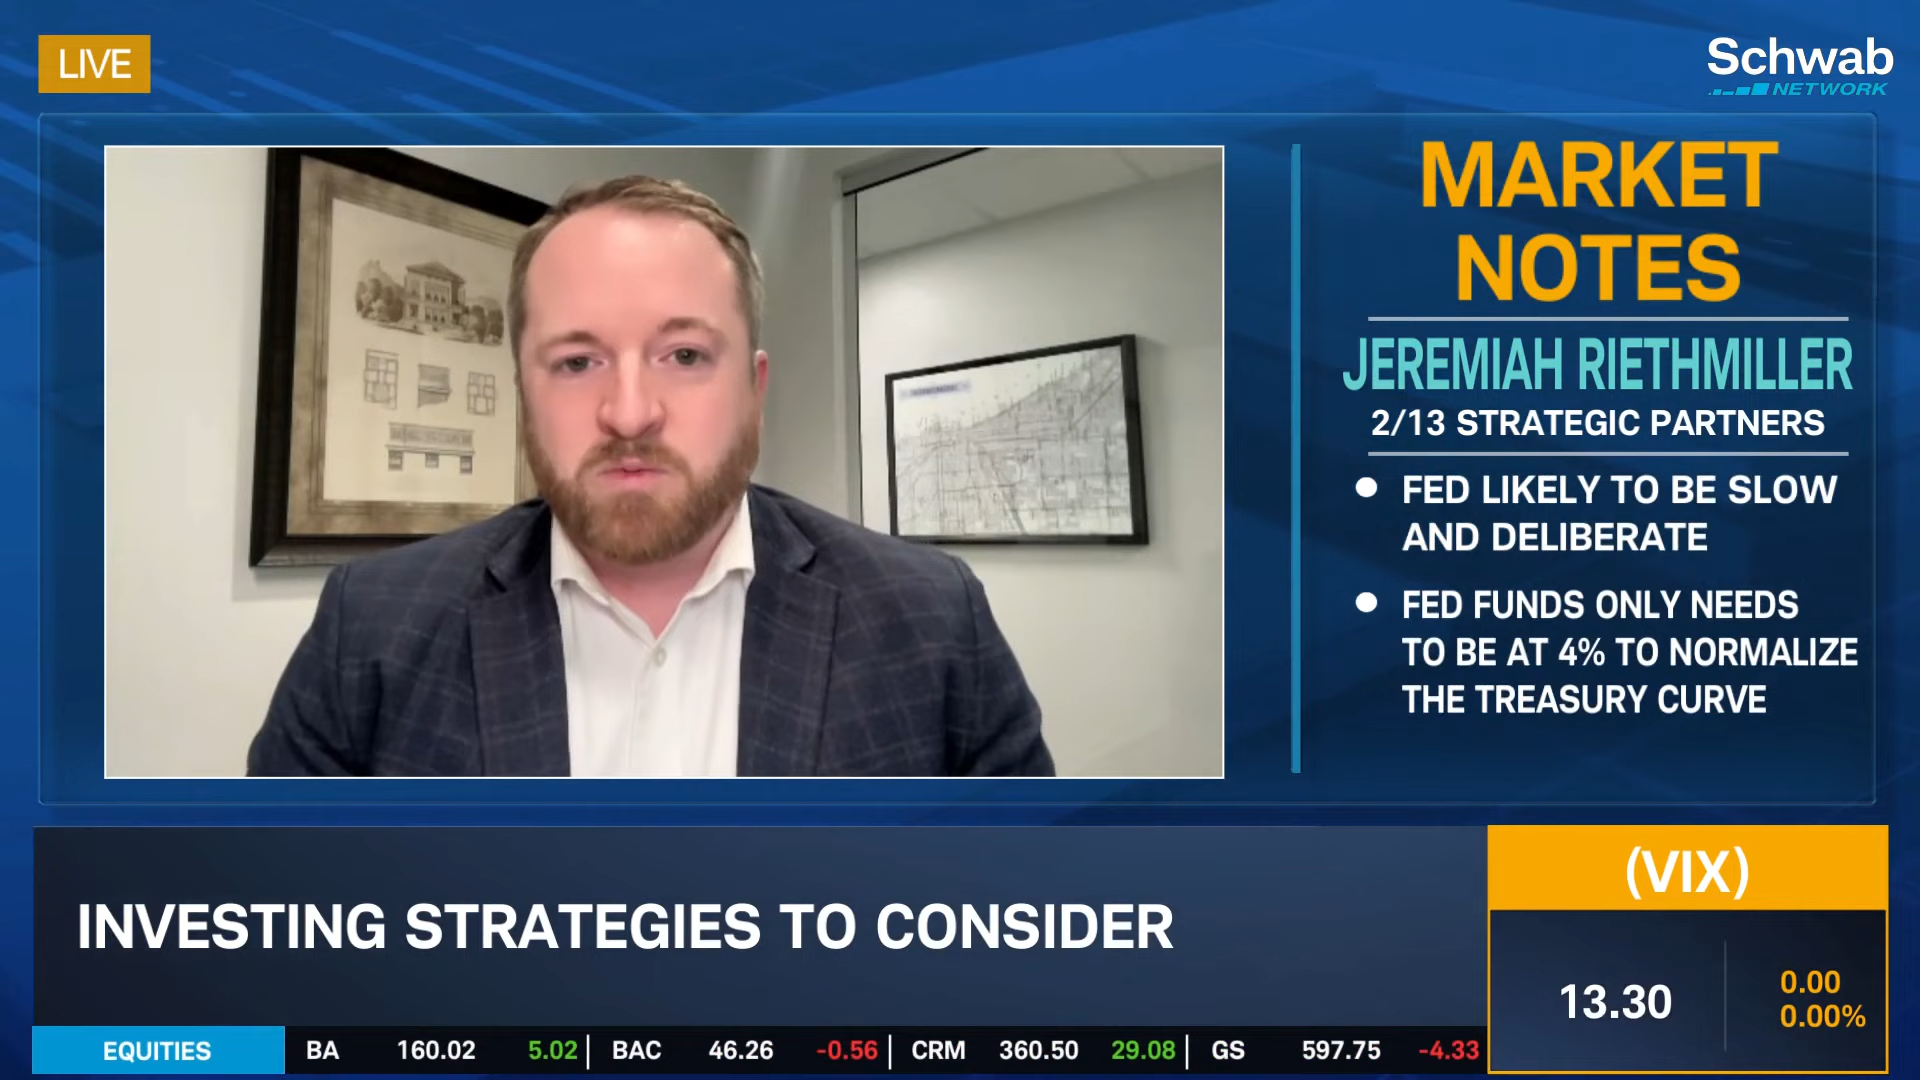 LIVE
Schwab
NETWORK
MARKET
NOTES
JEREMIAH RIETHMILLER
2/13 STRATEGIC PARTNERS
● FED LIKELY TO BE SLOW
AND DELIBERATE
● FED FUNDS ONLY NEEDS
TO BE AT 4% TO NORMALIZE
THE TREASURY CURVE
INVESTING STRATEGIES TO CONSIDER
(VIX)
13.30
0.00
0.00%
EQUITIES BA 160.02 5.02 BAC 46.26 -0.56 CRM 360.50 29.08 GS 597.75 -4.33